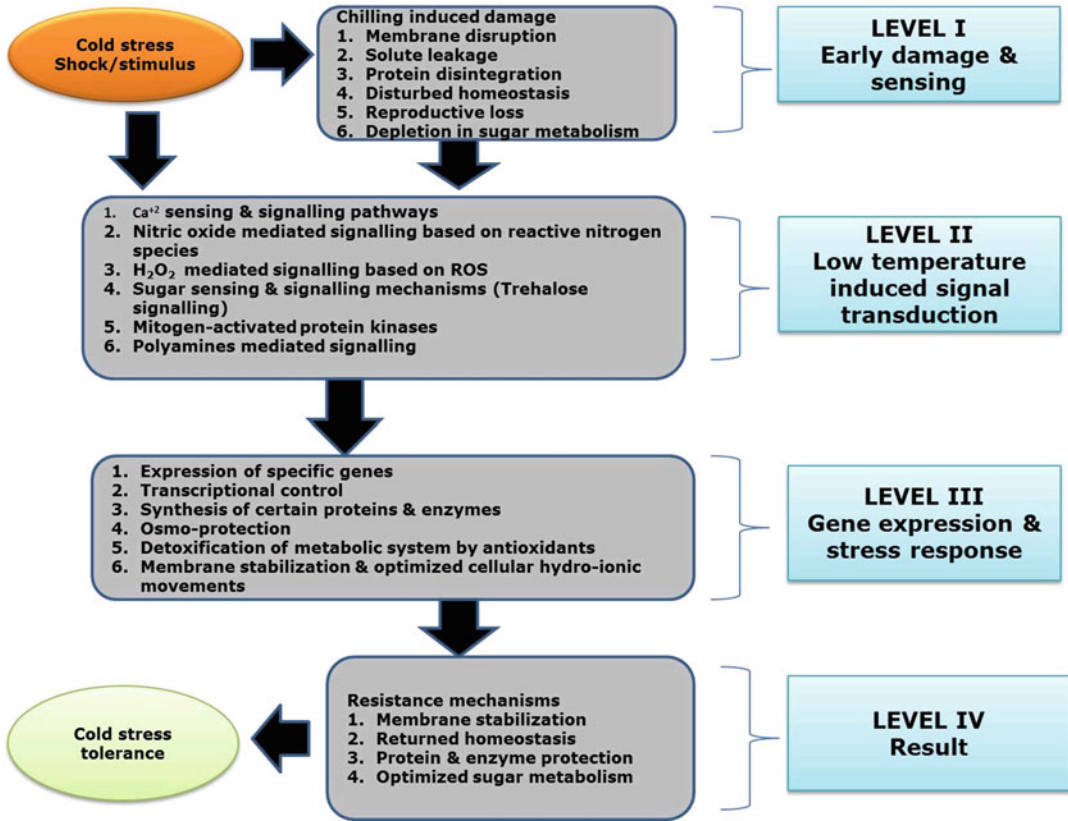 Cold stress
Shock/stimulus
Chilling induced damage
1. Membrane disruption
2. Solute leakage
3. Protein disintegration
4. Disturbed homeostasis
5. Reproductive loss
6. Depletion in sugar metabolism
LEVEL I
Early damage &
sensing
1. Ca⁺² sensing & signalling pathways
2. Nitric oxide mediated signalling based on reactive nitrogen
species
3. H₂O₂ mediated signalling based on ROS
4. Sugar sensing & signalling mechanisms (Trehalose
signalling)
5. Mitogen-activated protein kinases
6. Polyamines mediated signalling
LEVEL II
Low temperature
induced signal
transduction
1. Expression of specific genes
2. Transcriptional control
3. Synthesis of certain proteins & enzymes
4. Osmo-protection
5. Detoxification of metabolic system by antioxidants
6. Membrane stabilization & optimized cellular hydro-ionic
movements
LEVEL III
Gene expression &
stress response
Resistance mechanisms
1. Membrane stabilization
2. Returned homeostasis
3. Protein & enzyme protection
4. Optimized sugar metabolism
Cold stress
tolerance
LEVEL IV
Result